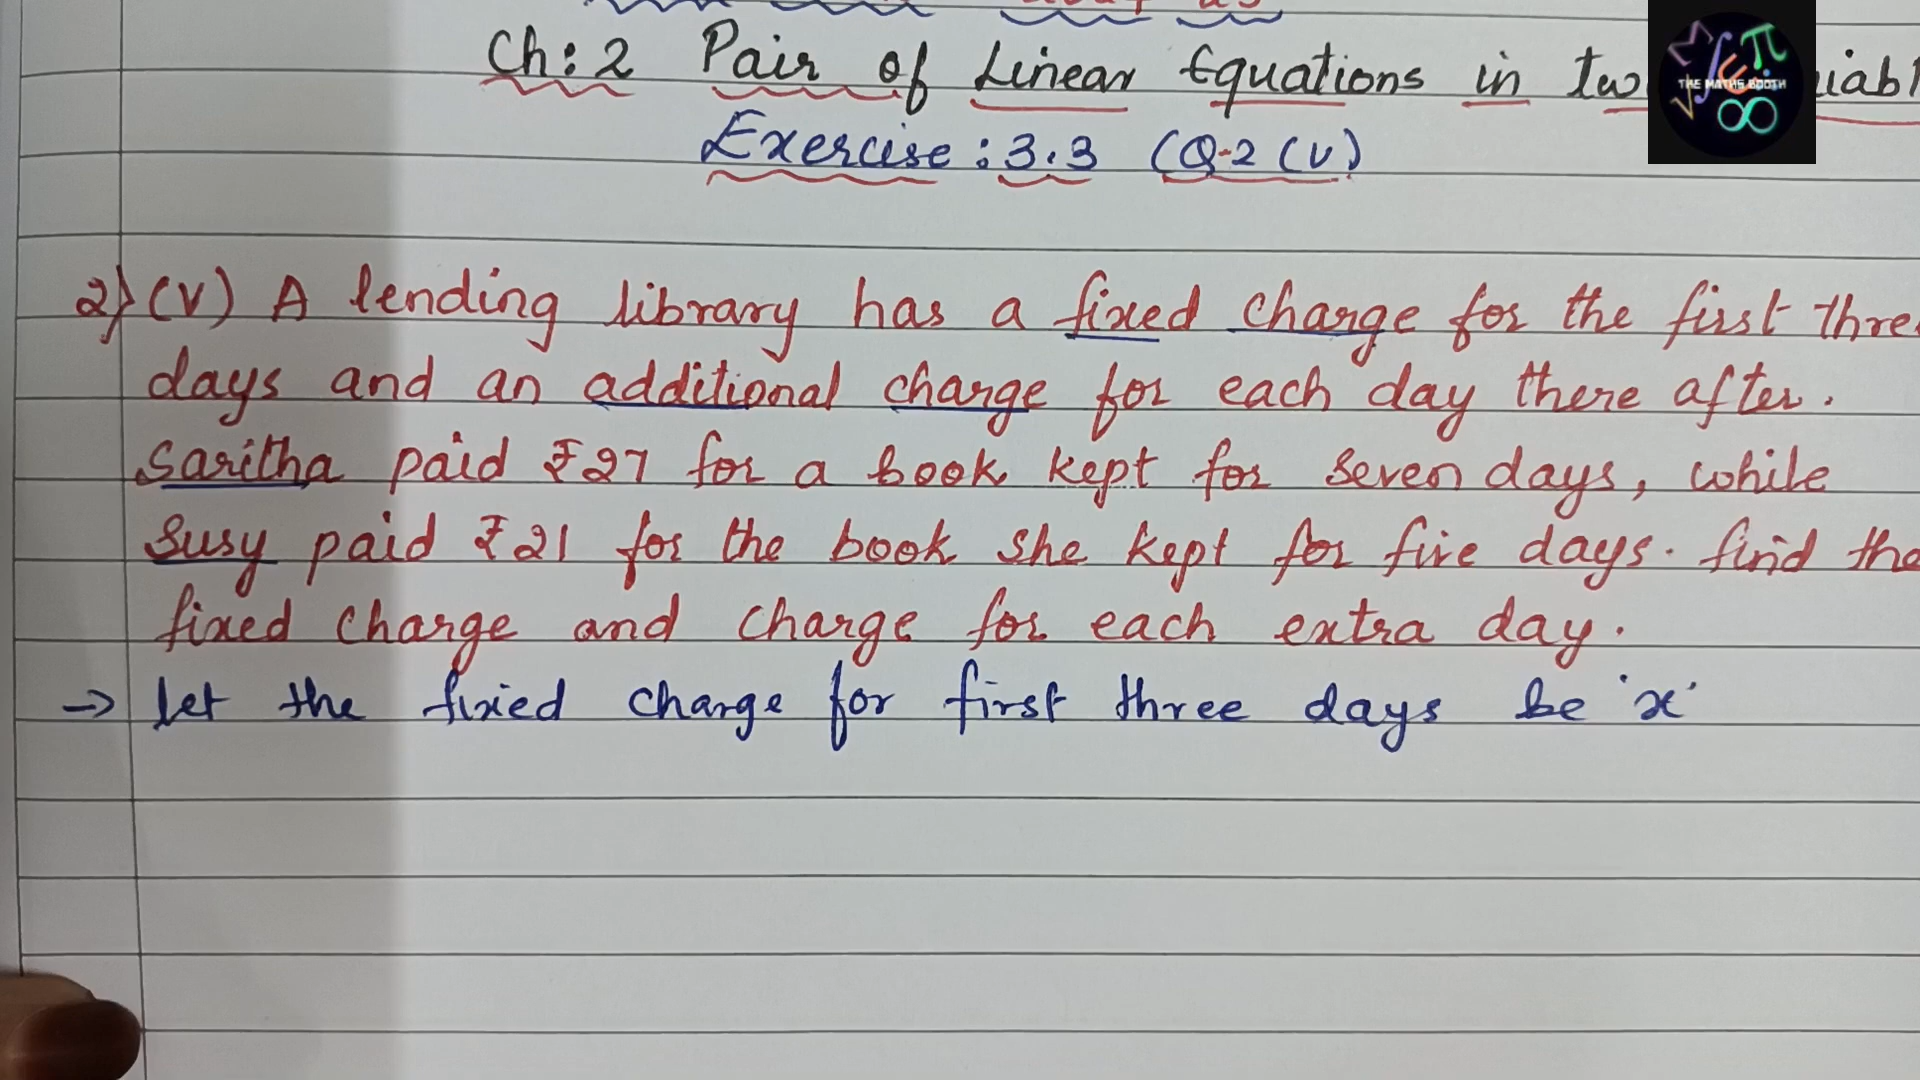 Ch: 2 Pair of Linear Equations in
THE MATHS BOOTH
Exercise : 3.3 (Q-2 (V)
2) (V) A lending library has a fixed charge for the first
days and an additional charge for each day there after.
Saritha paid ₹27 for a book kept for seven days, while
Susy paid ₹21 for the book she kept for five days. find the
fixed charge and charge for each extra day.
→ let the fixed charge for first three days be 'x'